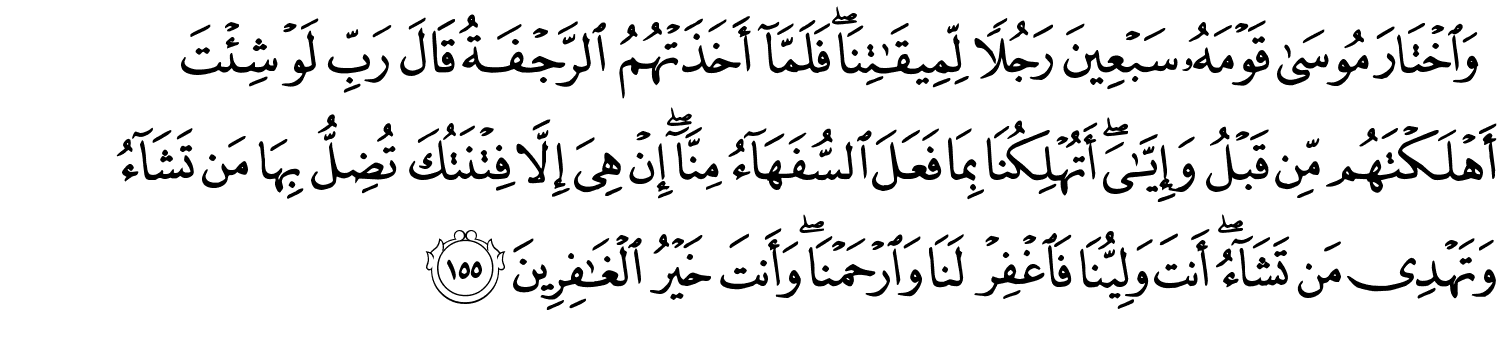 وَٱخۡتَارَ مُوسَىٰ قَوۡمَهُۥ سَبۡعِينَ رَجُلٗا لِّمِيقَٰتِنَاۖ فَلَمَّآ أَخَذَتۡهُمُ ٱلرَّجۡفَةُ قَالَ رَبِّ لَوۡ شِئۡتَ
أَهۡلَكۡتَهُم مِّن قَبۡلُ وَإِيَّٰيَۖ أَتُهۡلِكُنَا بِمَا فَعَلَ ٱلسُّفَهَآءُ مِنَّآۖ إِنۡ هِيَ إِلَّا فِتۡنَتُكَ تُضِلُّ بِهَا مَن تَشَآءُ
وَتَهۡدِي مَن تَشَآءُۖ أَنتَ وَلِيُّنَا فَٱغۡفِرۡ لَنَا وَٱرۡحَمۡنَاۖ وَأَنتَ خَيۡرُ ٱلۡغَٰفِرِينَ ١٥٥